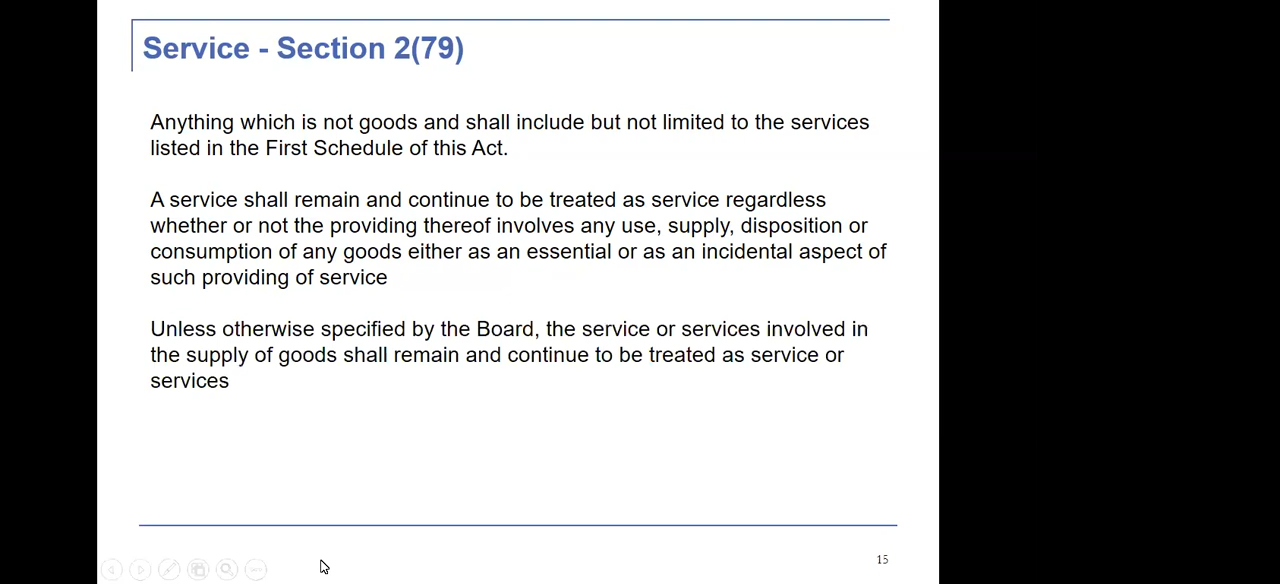 Service - Section 2(79)
Anything which is not goods and shall include but not limited to the services
listed in the First Schedule of this Act.
A service shall remain and continue to be treated as service regardless
whether or not the providing thereof involves any use, supply, disposition or
consumption of any goods either as an essential or as an incidental aspect of
such providing of service
Unless otherwise specified by the Board, the service or services involved in
the supply of goods shall remain and continue to be treated as service or
services
15